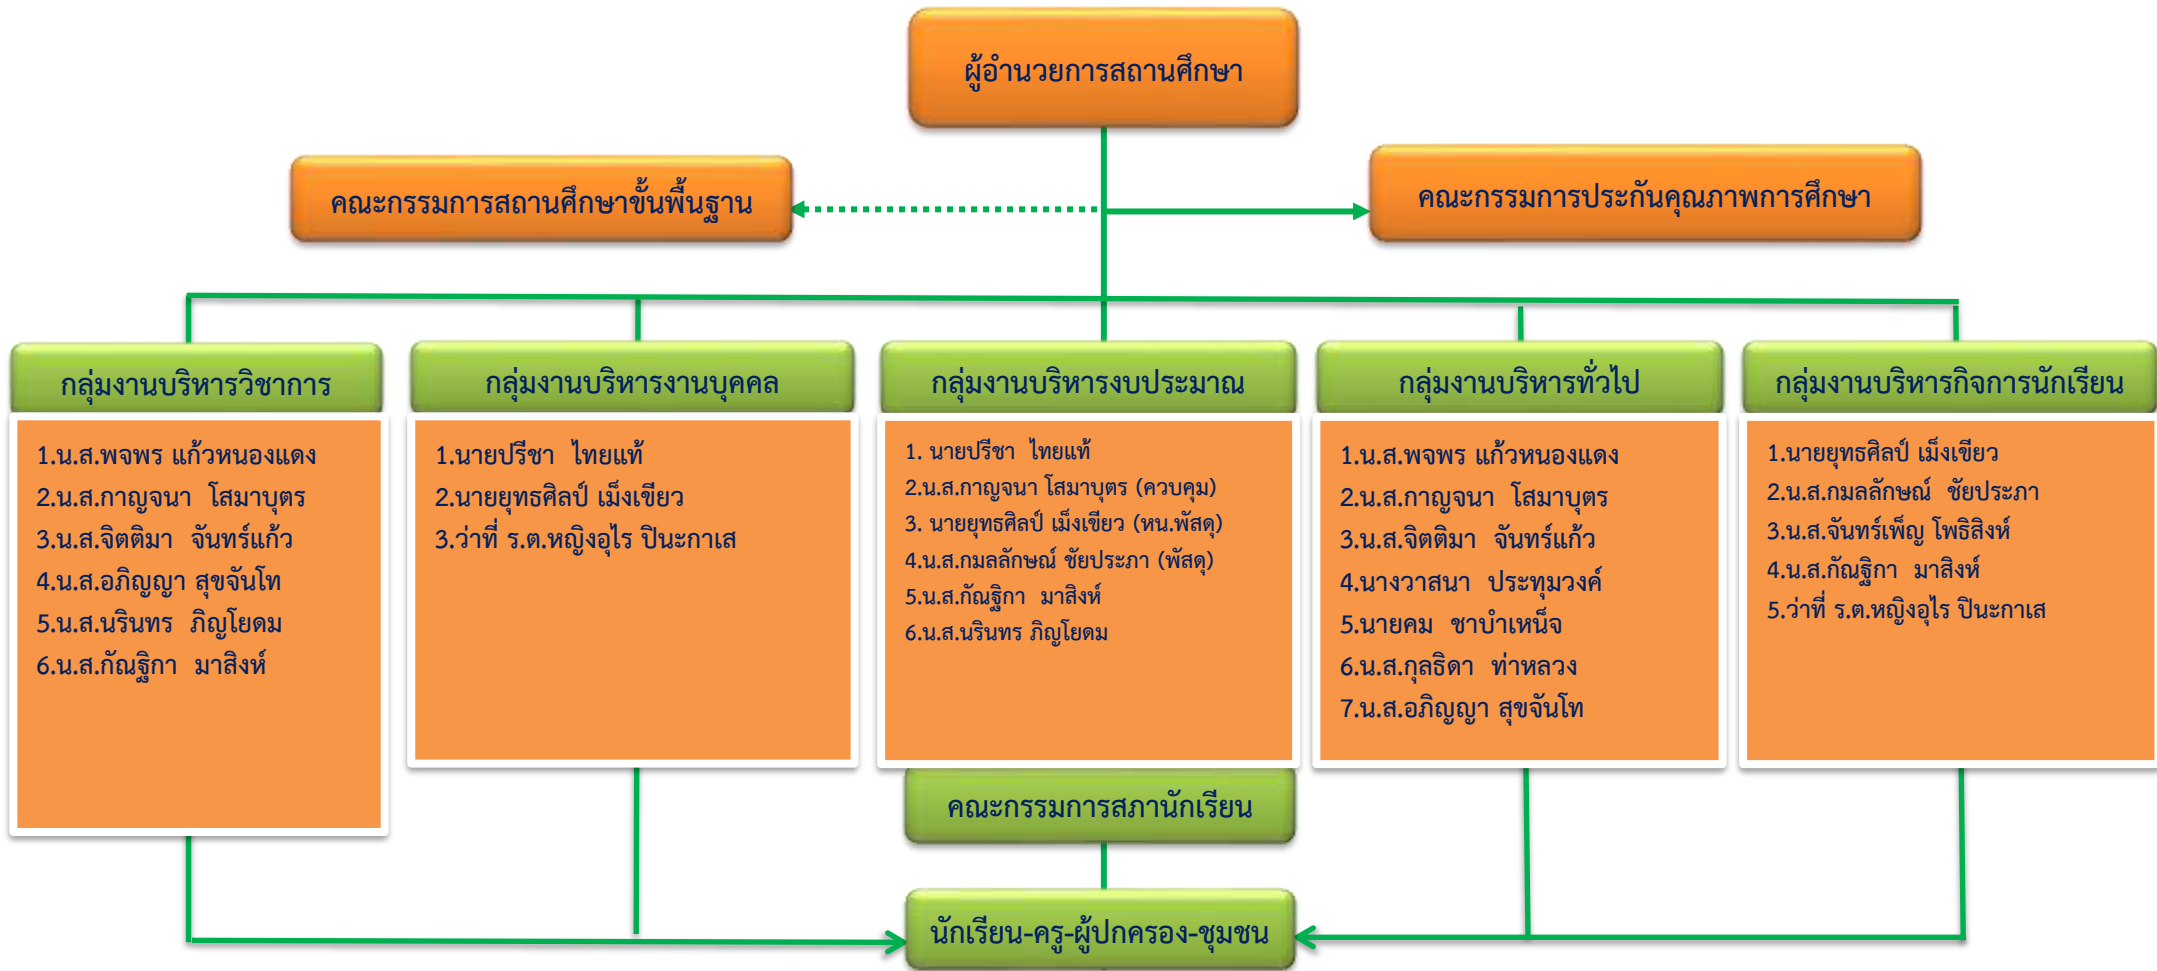 ผู้อำนวยการสถานศึกษา
คณะกรรมการสถานศึกษาขั้นพื้นฐาน
คณะกรรมการประกันคุณภาพการศึกษา
กลุ่มงานบริหารวิชาการ
1.น.ส.พจพร แก้วหนองแดง
2.น.ส.กาญจนา โสมาบุตร
3.น.ส.จิตติมา จันทร์แก้ว
4.น.ส.อภิญญา สุขจันโท
5.น.ส.นรินทร ภิญโยดม
6.น.ส.กัณฐิกา มาสิงห์
กลุ่มงานบริหารงานบุคคล
1.นายปรีชา ไทยแท้
2.นายยุทธศิลป์ เม็งเขียว
3.ว่าที่ ร.ต.หญิงอุไร ปินะกาเส
กลุ่มงานบริหารงบประมาณ
1. นายปรีชา ไทยแท้
2.น.ส.กาญจนา โสมาบุตร (ควบคุม)
3. นายยุทธศิลป์ เม็งเขียว (หน.พัสดุ)
4.น.ส.กมลลักษณ์ ชัยประภา (พัสดุ)
5.น.ส.กัณฐิกา มาสิงห์
6.น.ส.นรินทร ภิญโยดม
กลุ่มงานบริหารทั่วไป
1.น.ส.พจพร แก้วหนองแดง
2.น.ส.กาญจนา โสมาบุตร
3.น.ส.จิตติมา จันทร์แก้ว
4.นางวาสนา ประทุมวงค์
5.นายคม ชาบำเหน็จ
6.น.ส.กุลธิดา ท่าหลวง
7.น.ส.อภิญญา สุขจันโท
กลุ่มงานบริหารกิจการนักเรียน
1.นายยุทธศิลป์ เม็งเขียว
2.น.ส.กมลลักษณ์ ชัยประภา
3.น.ส.จันทร์เพ็ญ โพธิสิงห์
4.น.ส.กัณฐิกา มาสิงห์
5.ว่าที่ ร.ต.หญิงอุไร ปินะกาเส
คณะกรรมการสภานักเรียน
นักเรียน-ครู-ผู้ปกครอง-ชุมชน